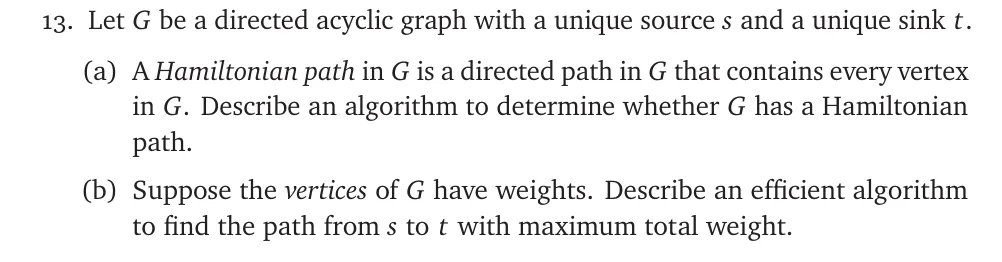 13. Let G be a directed acyclic graph with a unique source s and a unique sink t.
(a) A Hamiltonian path in G is a directed path in G that contains every vertex
in G. Describe an algorithm to determine whether G has a Hamiltonian
path.
(b) Suppose the vertices of G have weights. Describe an efficient algorithm
to find the path from s to t with maximum total weight.